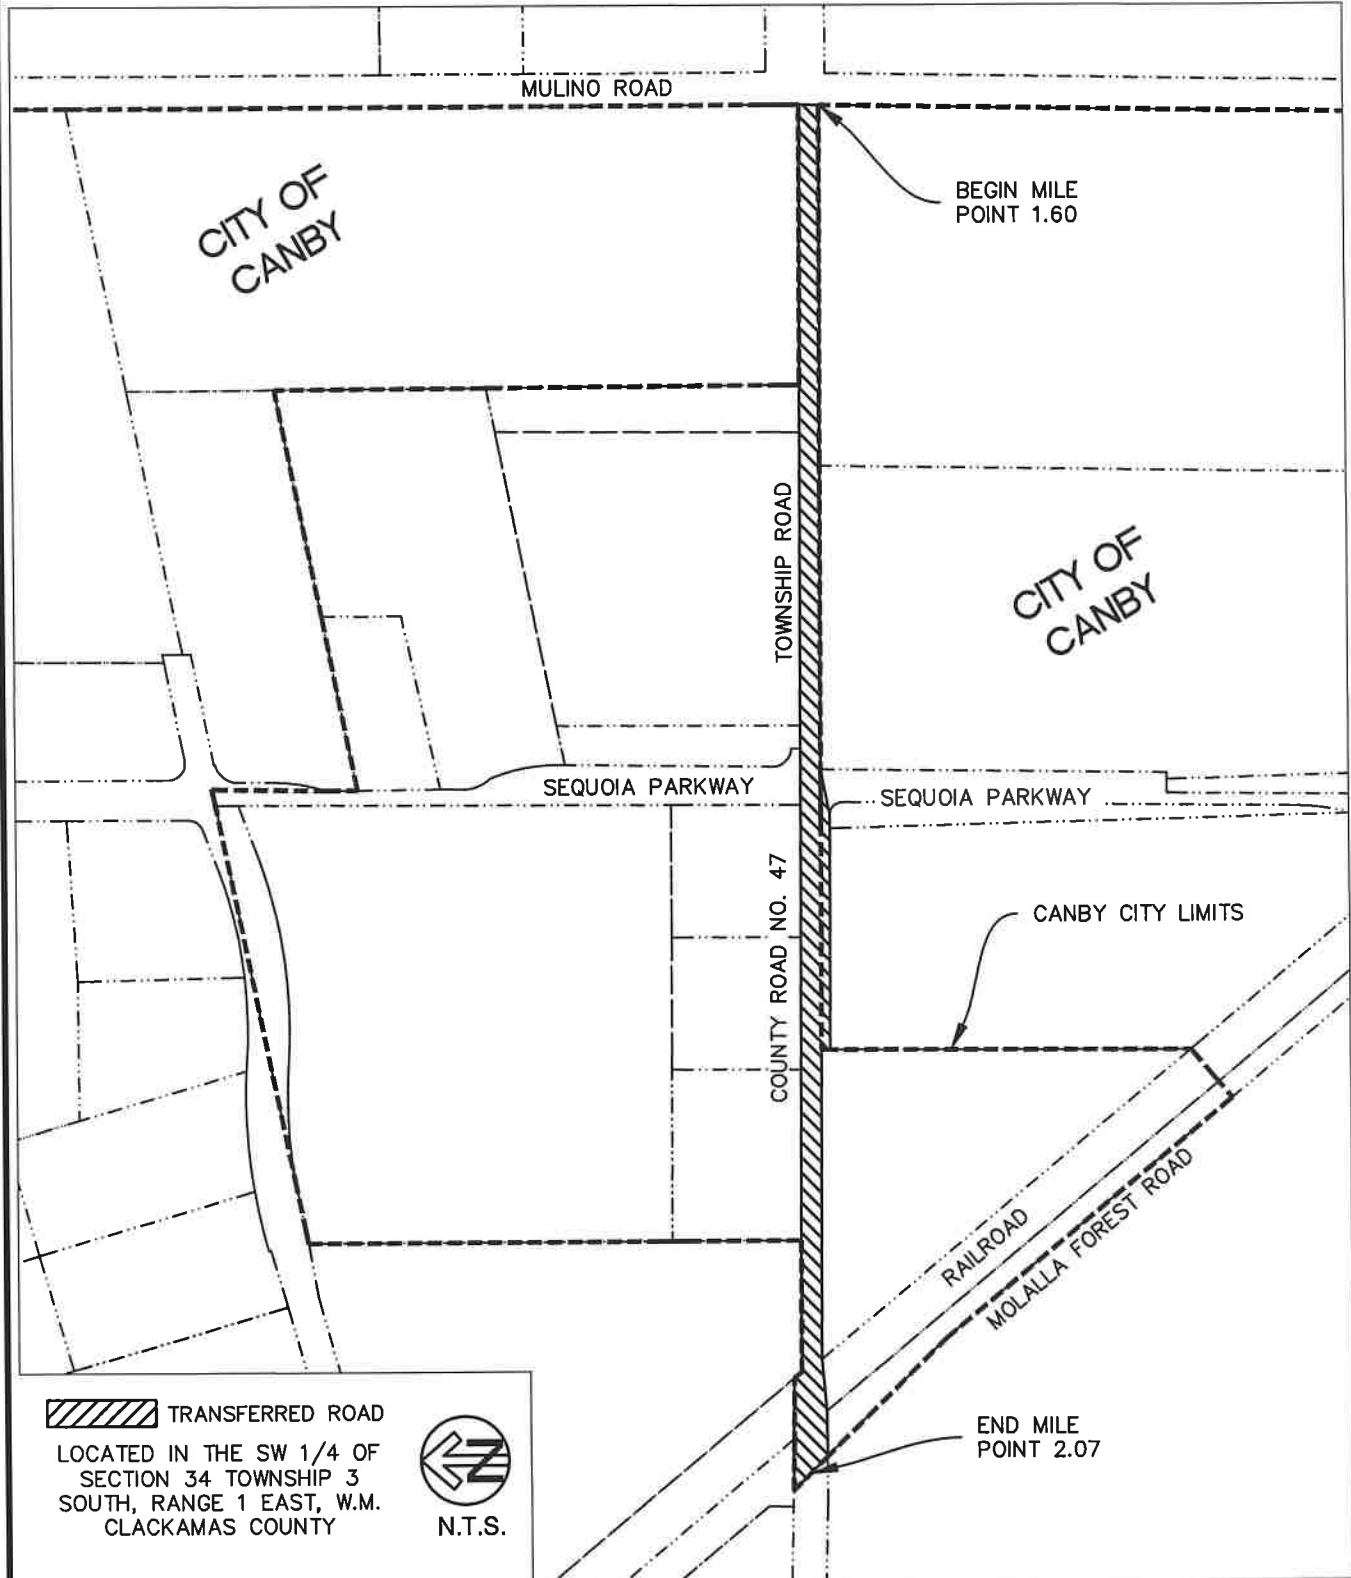 MULINO ROAD
CITY OF
CANBY
BEGIN MILE
POINT 1.60
TOWNSHIP ROAD
CITY OF
CANBY
SEQUOIA PARKWAY
SEQUOIA PARKWAY
COUNTY ROAD NO. 47
CANBY CITY LIMITS
RAILROAD
MOLALLA FOREST ROAD
END MILE
POINT 2.07
TRANSFERRED ROAD
LOCATED IN THE SW 1/4 OF
SECTION 34 TOWNSHIP 3
SOUTH, RANGE 1 EAST, W.M.
CLACKAMAS COUNTY
N
N.T.S.